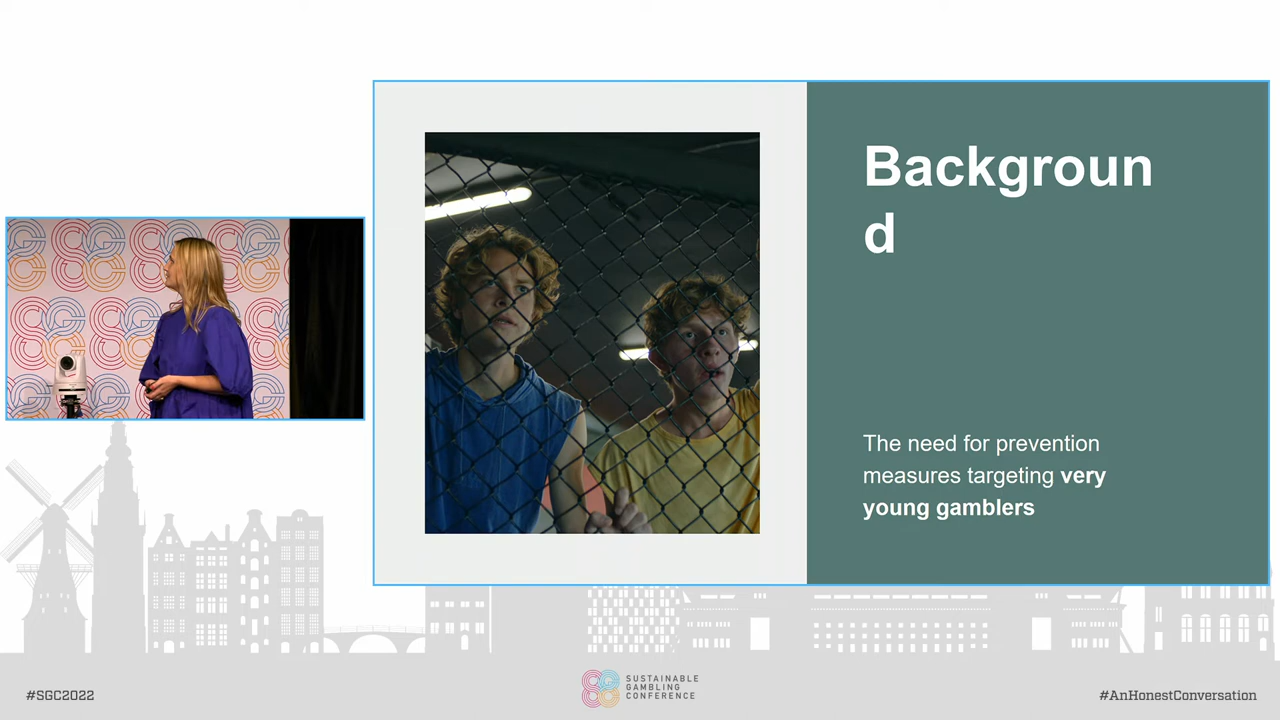 Backgroun
d
The need for prevention
measures targeting very
young gamblers
#SGC2022
SUSTAINABLE
GAMBLING
CONFERENCE
#AnHonestConversation